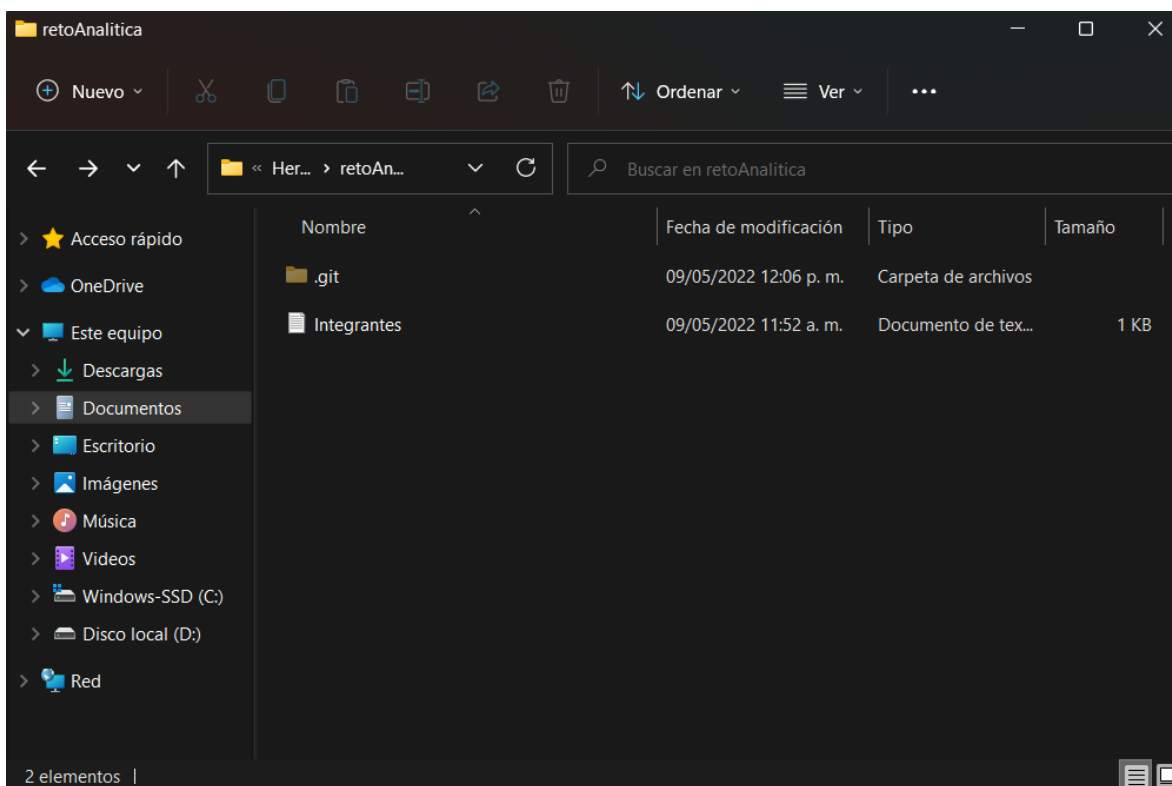 retoAnalitica
Nuevo
Ordenar
Ver
« Her... > retoAn...
Buscar en retoAnalitica
Acceso rápido
OneDrive
Este equipo
Descargas
Documentos
Escritorio
Imágenes
Música
Videos
Windows-SSD (C:)
Disco local (D:)
Red
Nombre Fecha de modificación Tipo Tamaño
.git 09/05/2022 12:06 p. m. Carpeta de archivos
Integrantes 09/05/2022 11:52 a. m. Documento de tex... 1 KB
2 elementos